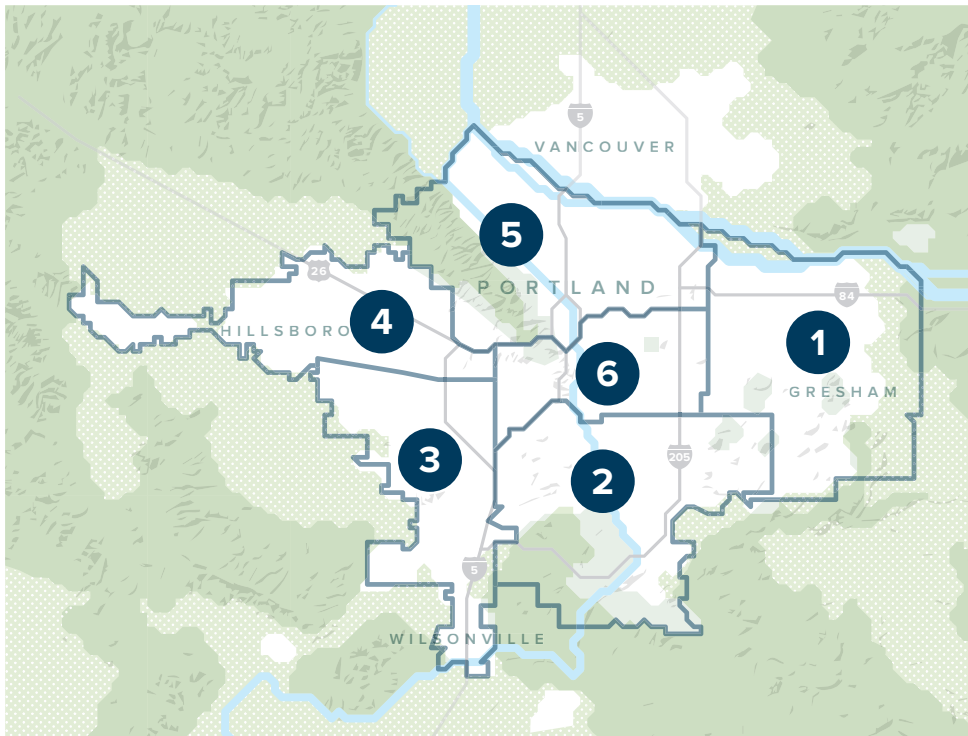 5
VANCOUVER
5
26
PORTLAND
84
4
HILLSBORO
1
6
GRESHAM
3
205
2
5
WILSONVILLE